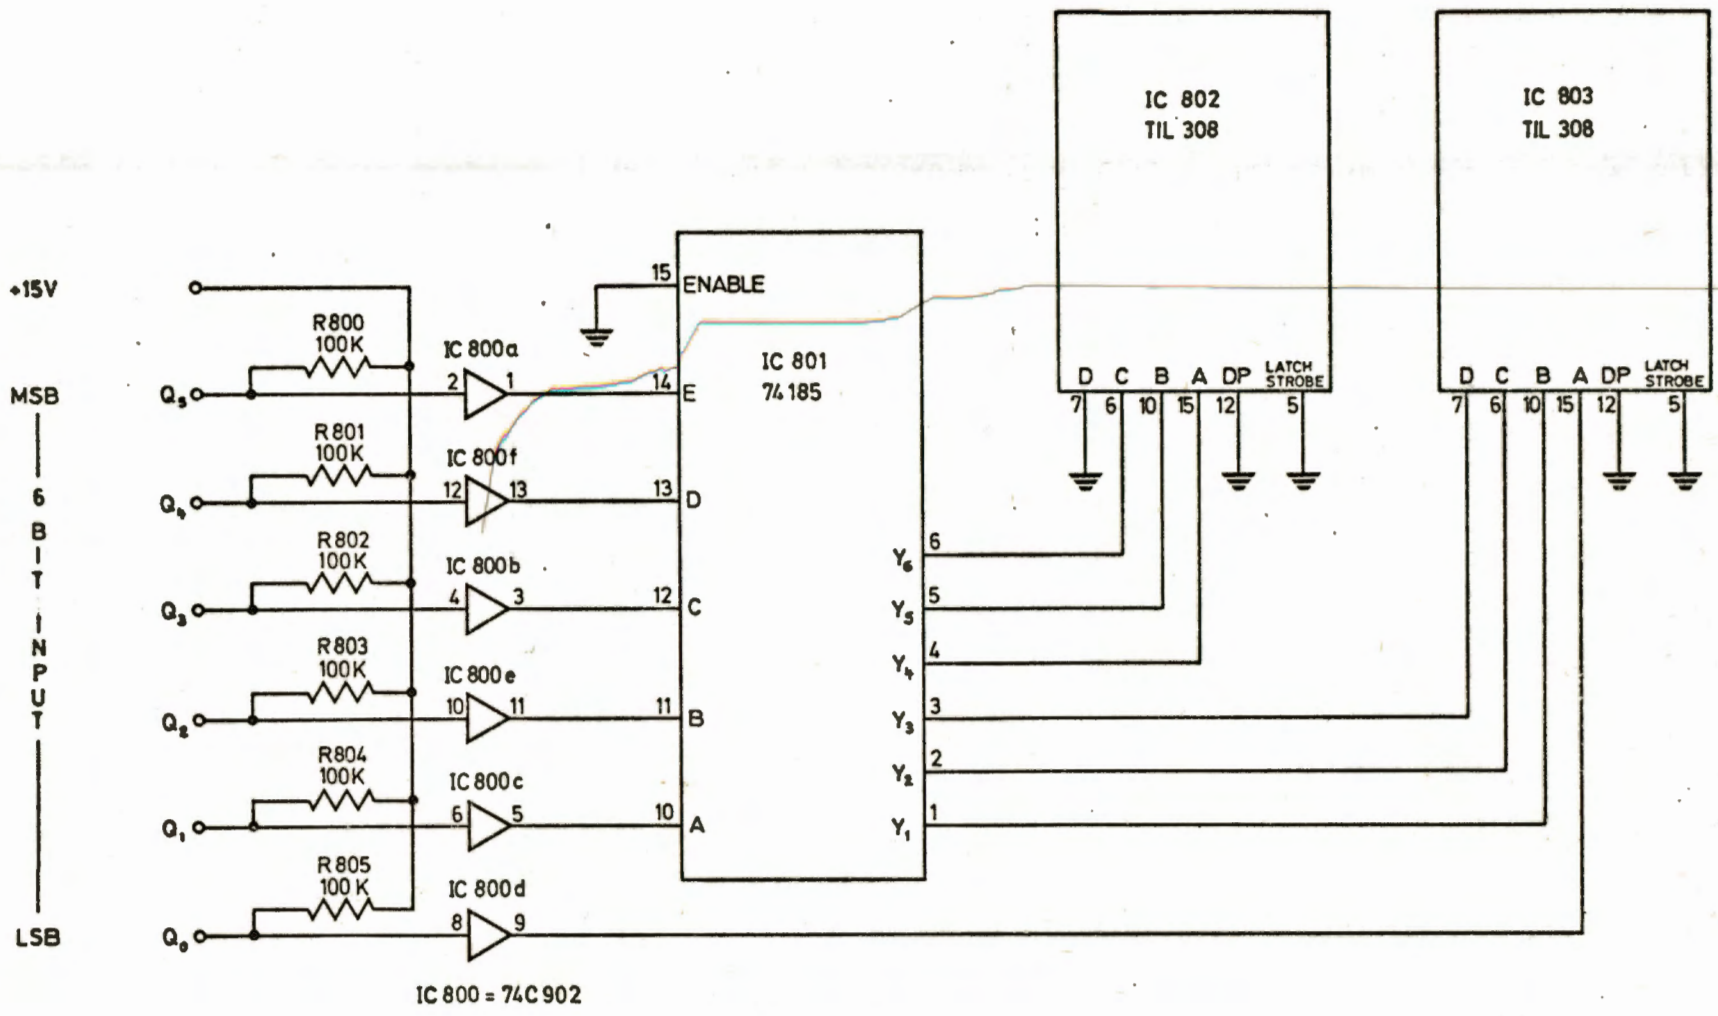 IC 802
TIL 308
D C B A DP LATCH STROBE
7 6 10 15 12 5
IC 803
TIL 308
D C B A DP LATCH STROBE
7 6 10 15 12 5
+15V
MSB
6 BIT INPUT
LSB
R800
100K
Q5
IC 800a
2 1
R801
100K
Q4
IC 800f
12 13
R802
100K
Q3
IC 800b
4 3
R803
100K
Q2
IC 800e
10 11
R804
100K
Q1
IC 800c
6 5
R805
100K
Q0
IC 800d
8 9
15 ENABLE
IC 801
74185
14 E
13 D
12 C
11 B
10 A
Y6 6
Y5 5
Y4 4
Y3 3
Y2 2
Y1 1
IC 800 = 74C902